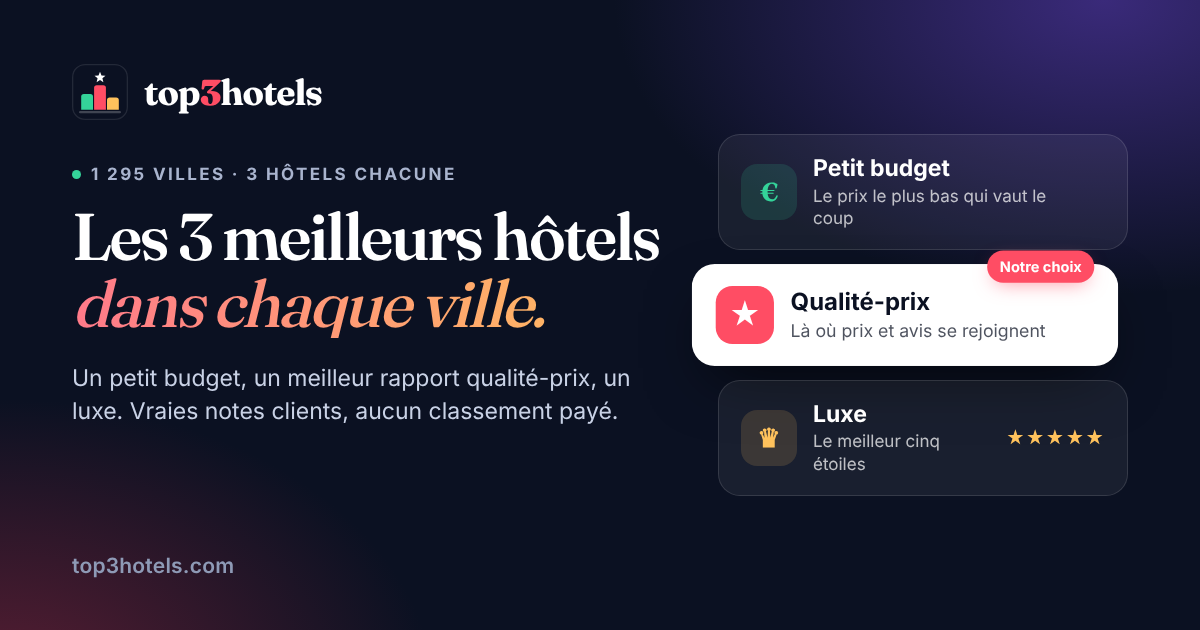 top3hotels
1 295 VILLES · 3 HÔTELS CHACUNE
Les 3 meilleurs hôtels
dans chaque ville.
Un petit budget, un meilleur rapport qualité-prix, un
luxe. Vraies notes clients, aucun classement payé.
top3hotels.com
€
Petit budget
Le prix le plus bas qui vaut le
coup
Notre choix
★
Qualité-prix
Là où prix et avis se rejoignent
♛
Luxe
Le meilleur cinq
étoiles
★★★★★